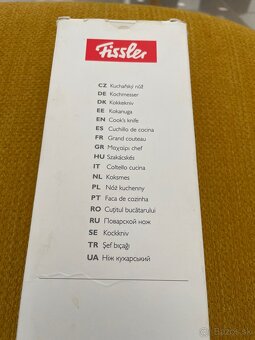 Fissler
CZ Kuchařský nůž
DE Kochmesser
DK Kokkekniv
EE Kokanuga
EN Cook's knife
ES Cuchillo de cocina
FR Grand couteau
GR Μαχαίρι chef
HU Szakácskés
IT Coltello cucina
NL Koksmes
PL Nóż kuchenny
PT Faca de cozinha
RO Cuțitul bucătarului
RU Поварской нож
SE Kockkniv
TR Şef bıçağı
UA Ніж кухарський